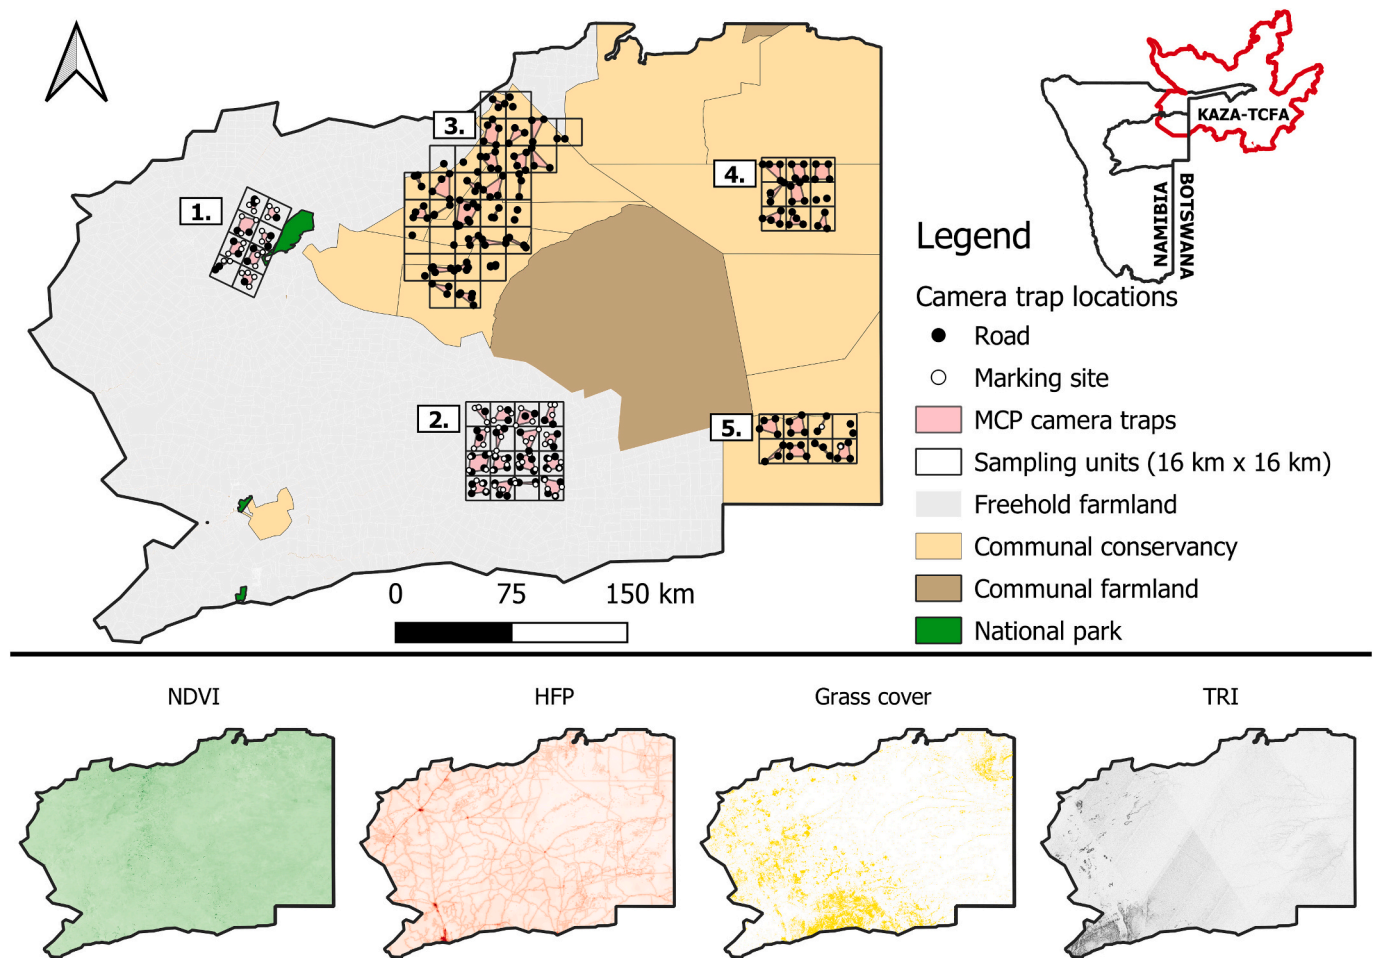 3.
4.
1.
2.
5.
0 75 150 km
KAZA-TCFA
NAMIBIA
BOTSWANA
Legend
Camera trap locations
Road
Marking site
MCP camera traps
Sampling units (16 km x 16 km)
Freehold farmland
Communal conservancy
Communal farmland
National park
NDVI HFP Grass cover TRI